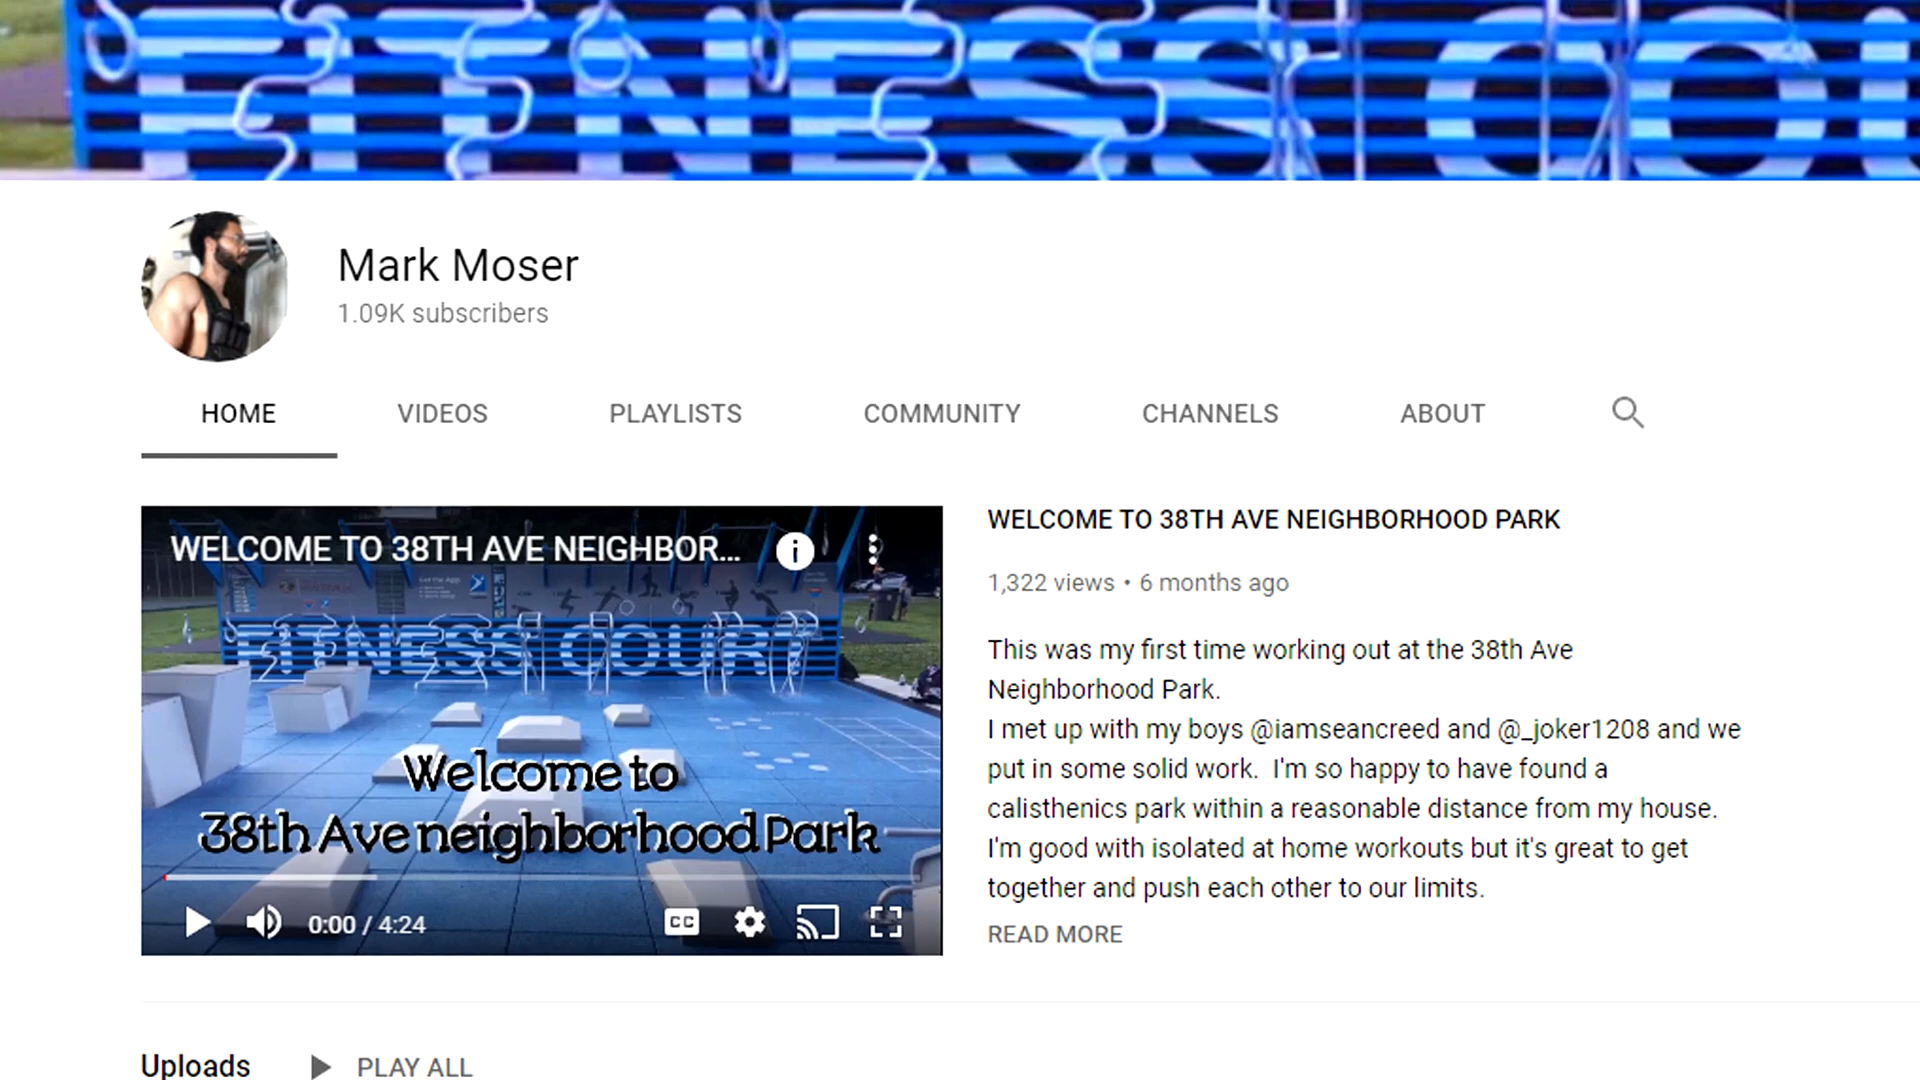 FITNESS COU
Mark Moser
1.09K subscribers
HOME
VIDEOS
PLAYLISTS
COMMUNITY
CHANNELS
ABOUT
WELCOME TO 38TH AVE NEIGHBOR...
FITNESS COURT
Welcome to
38th Ave neighborhood Park
0:00 / 4:24
CC
WELCOME TO 38TH AVE NEIGHBORHOOD PARK
1,322 views • 6 months ago
This was my first time working out at the 38th Ave
Neighborhood Park.
I met up with my boys @iamseancreed and @_joker1208 and we
put in some solid work.  I'm so happy to have found a
calisthenics park within a reasonable distance from my house.
I'm good with isolated at home workouts but it's great to get
together and push each other to our limits.
READ MORE
Uploads
PLAY ALL